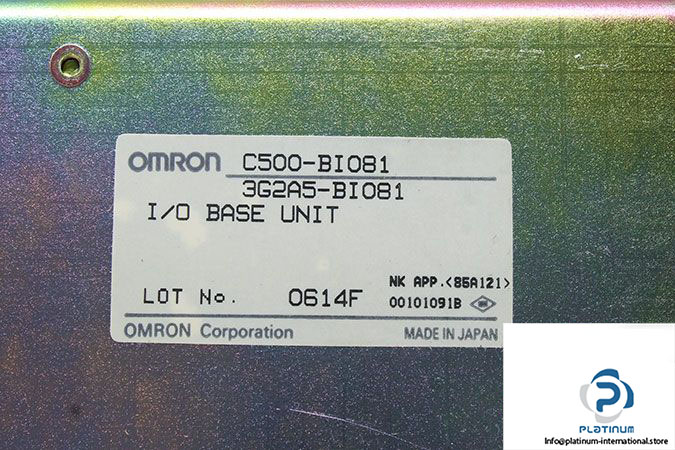 OMRON C500-BI081
3G2A5-BI081
I/O BASE UNIT
NK APP.<85A121>
LOT No. 0614F 00101091B
OMRON Corporation MADE IN JAPAN
PLATINUM
Info@platinum-international.store